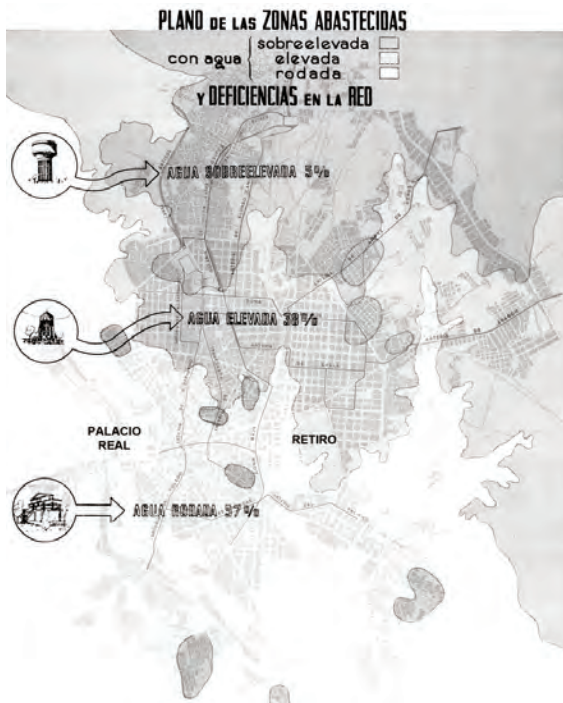 PLANO DE LAS ZONAS ABASTECIDAS
con agua
sobreelevada
elevada
rodada
Y DEFICIENCIAS EN LA RED
AGUA SOBREELEVADA 5%
AGUA ELEVADA 38%
PALACIO
REAL
RETIRO
AGUA RODADA 57%